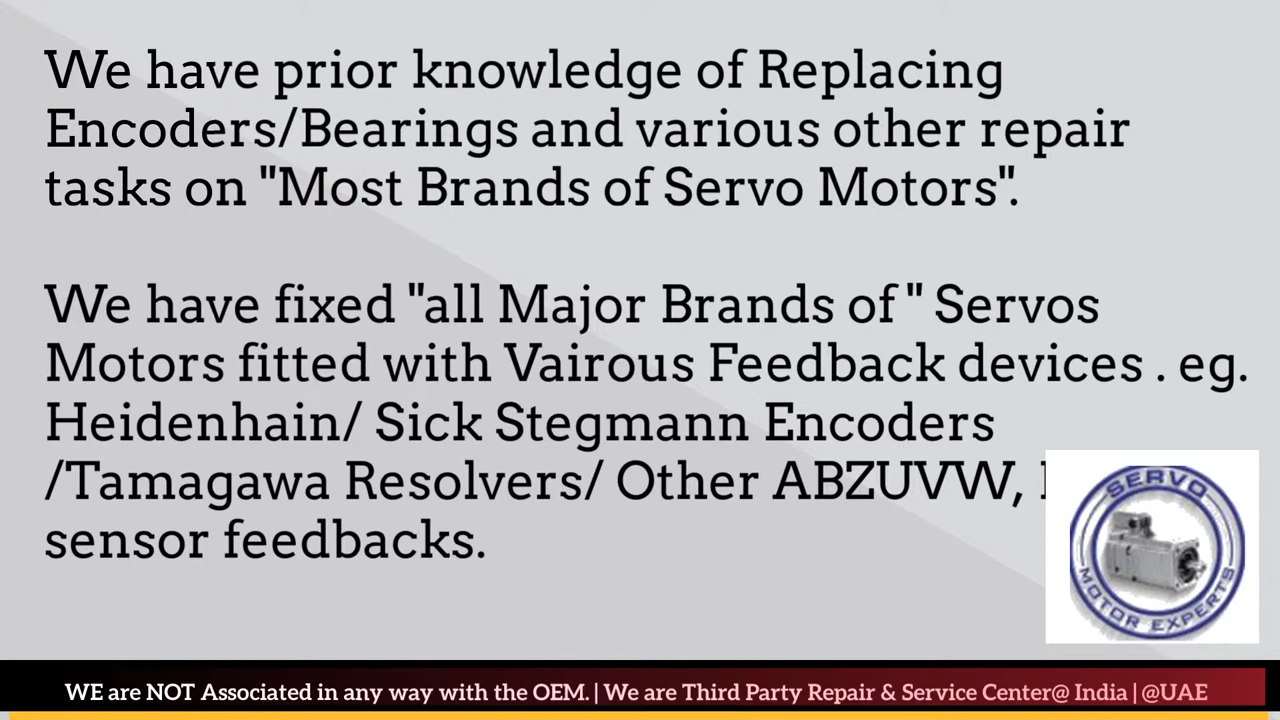 We have prior knowledge of Replacing
Encoders/Bearings and various other repair
tasks on "Most Brands of Servo Motors".
We have fixed "all Major Brands of " Servos
Motors fitted with Vairous Feedback devices . eg.
Heidenhain/ Sick Stegmann Encoders
/Tamagawa Resolvers/ Other ABZUVW,
sensor feedbacks.
SERVO
MOTOR EXPERTS
WE are NOT Associated in any way with the OEM. | We are Third Party Repair & Service Center@ India | @UAE